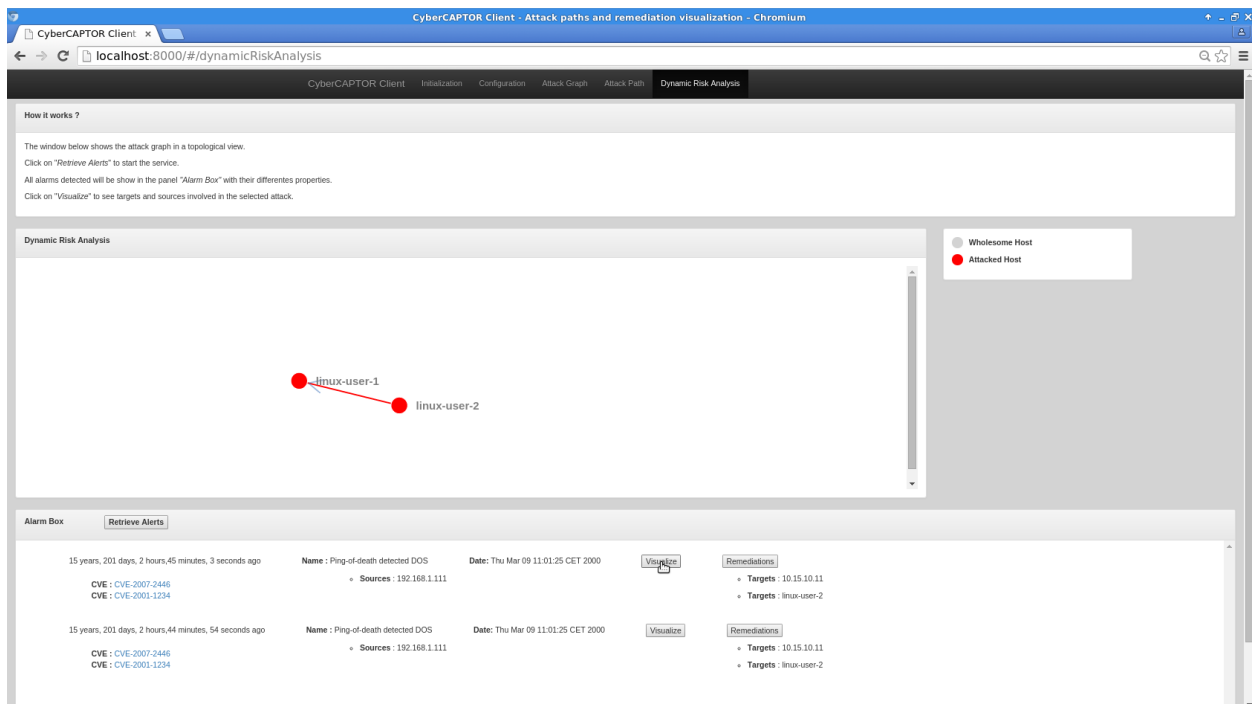 CyberCAPTOR Client - Attack paths and remediation visualization - Chromium
CyberCAPTOR Client
localhost:8000/#/dynamicRiskAnalysis
CyberCAPTOR Client Initialization Configuration Attack Graph Attack Path Dynamic Risk Analysis
How it works ?
The window below shows the attack graph in a topological view.
Click on "Retrieve Alerts" to start the service.
All alarms detected will be show in the panel "Alarm Box" with their differentes properties.
Click on "Visualize" to see targets and sources involved in the selected attack.
Dynamic Risk Analysis
Wholesome Host
Attacked Host
linux-user-1
linux-user-2
Alarm Box Retrieve Alerts
15 years, 201 days, 2 hours,45 minutes, 3 seconds ago Name : Ping-of-death detected DOS Date: Thu Mar 09 11:01:25 CET 2000 Visualize Remediations
Sources : 192.168.1.111 Targets : 10.15.10.11
CVE : CVE-2007-2446
CVE : CVE-2001-1234 Targets : linux-user-2
15 years, 201 days, 2 hours,44 minutes, 54 seconds ago Name : Ping-of-death detected DOS Date: Thu Mar 09 11:01:25 CET 2000 Visualize Remediations
Sources : 192.168.1.111 Targets : 10.15.10.11
CVE : CVE-2007-2446
CVE : CVE-2001-1234 Targets : linux-user-2